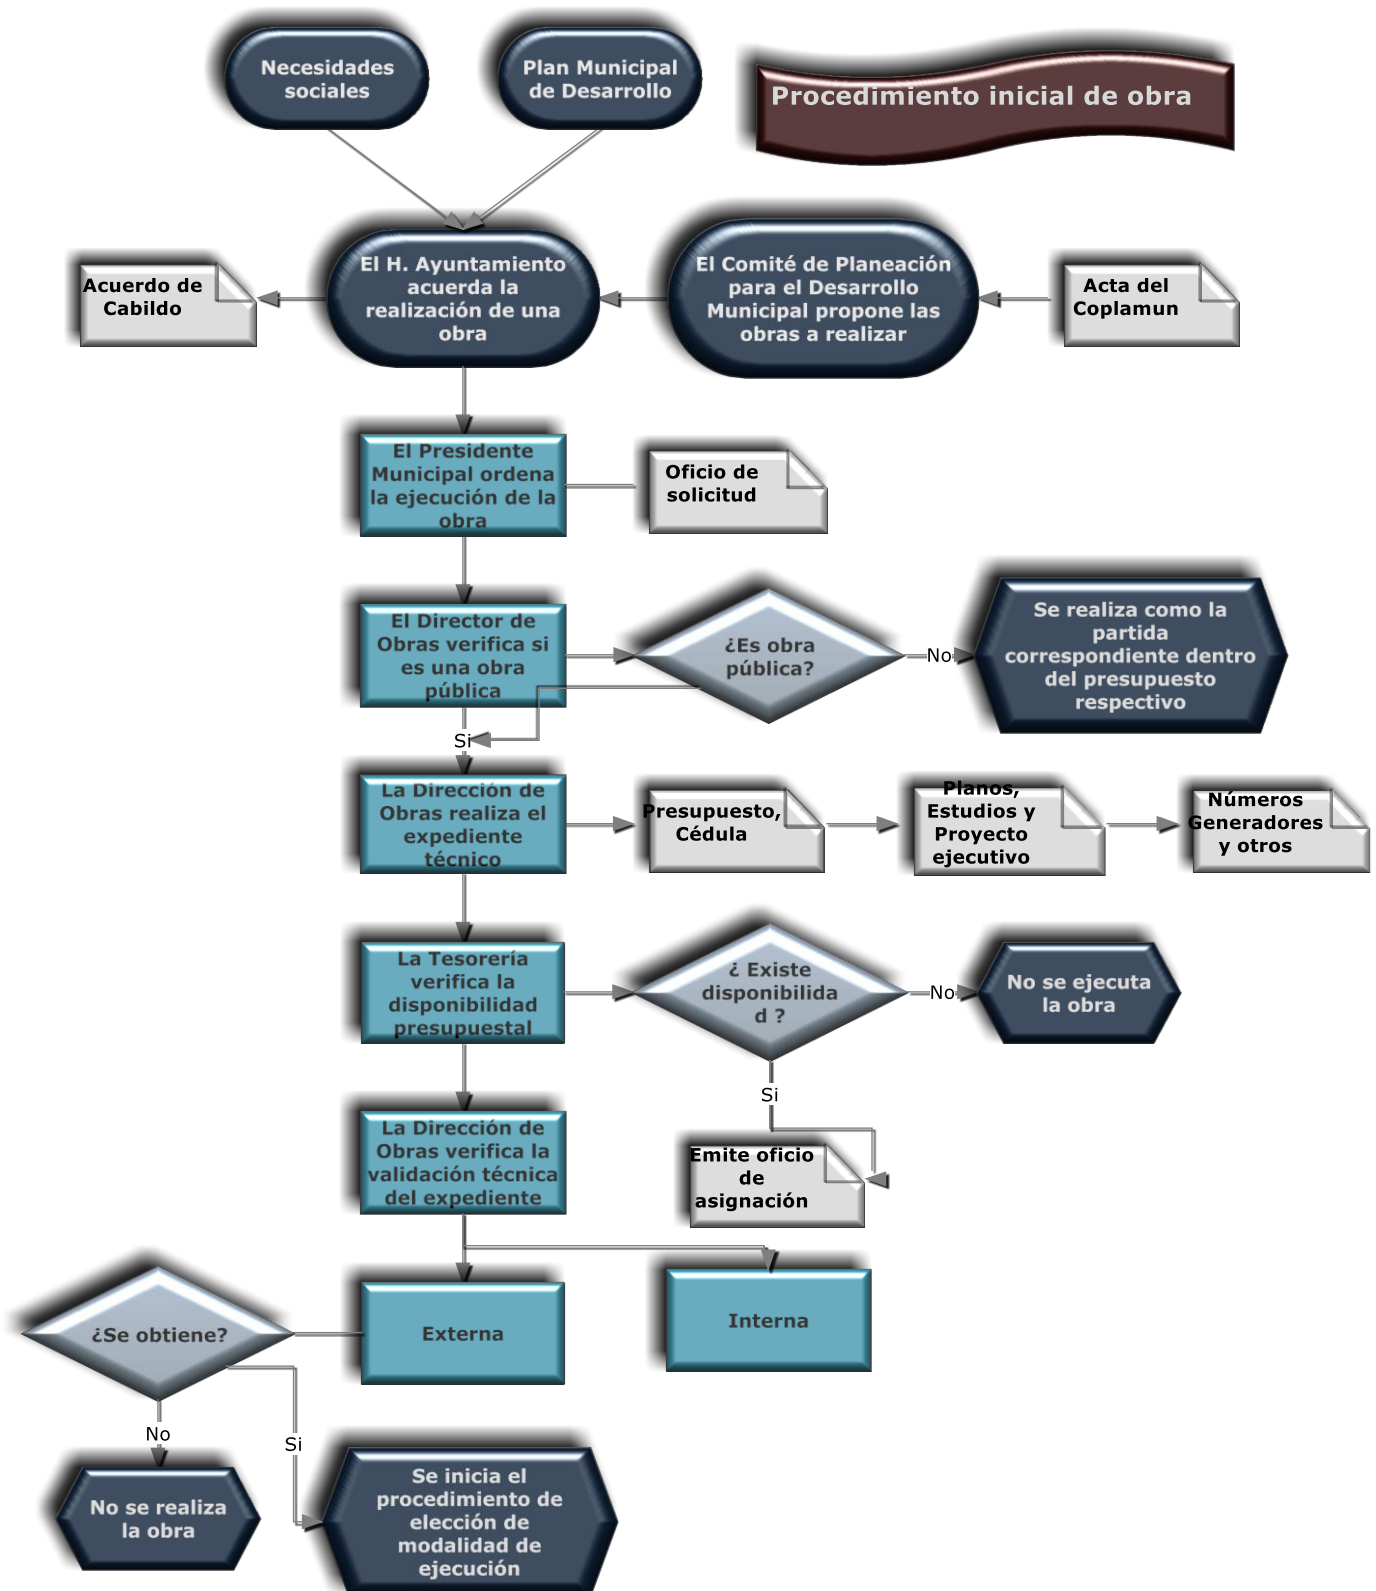 Necesidades
sociales
Plan Municipal
de Desarrollo
Procedimiento inicial de obra
Acuerdo de
Cabildo
El H. Ayuntamiento
acuerda la
realización de una
obra
El Comité de Planeación
para el Desarrollo
Municipal propone las
obras a realizar
Acta del
Coplamun
El Presidente
Municipal ordena
la ejecución de la
obra
Oficio de
solicitud
El Director de
Obras verifica si
es una obra
pública
¿Es obra
pública?
No
Se realiza como la
partida
correspondiente dentro
del presupuesto
respectivo
Si
La Dirección de
Obras realiza el
expediente
técnico
Presupuesto,
Cédula
Planos,
Estudios y
Proyecto
ejecutivo
Números
Generadores
y otros
La Tesorería
verifica la
disponibilidad
presupuestal
¿ Existe
disponibilida
d ?
No
No se ejecuta
la obra
Si
La Dirección de
Obras verifica la
validación técnica
del expediente
Emite oficio
de
asignación
¿Se obtiene?
Externa
Interna
No
Si
No se realiza
la obra
Se inicia el
procedimiento de
elección de
modalidad de
ejecución